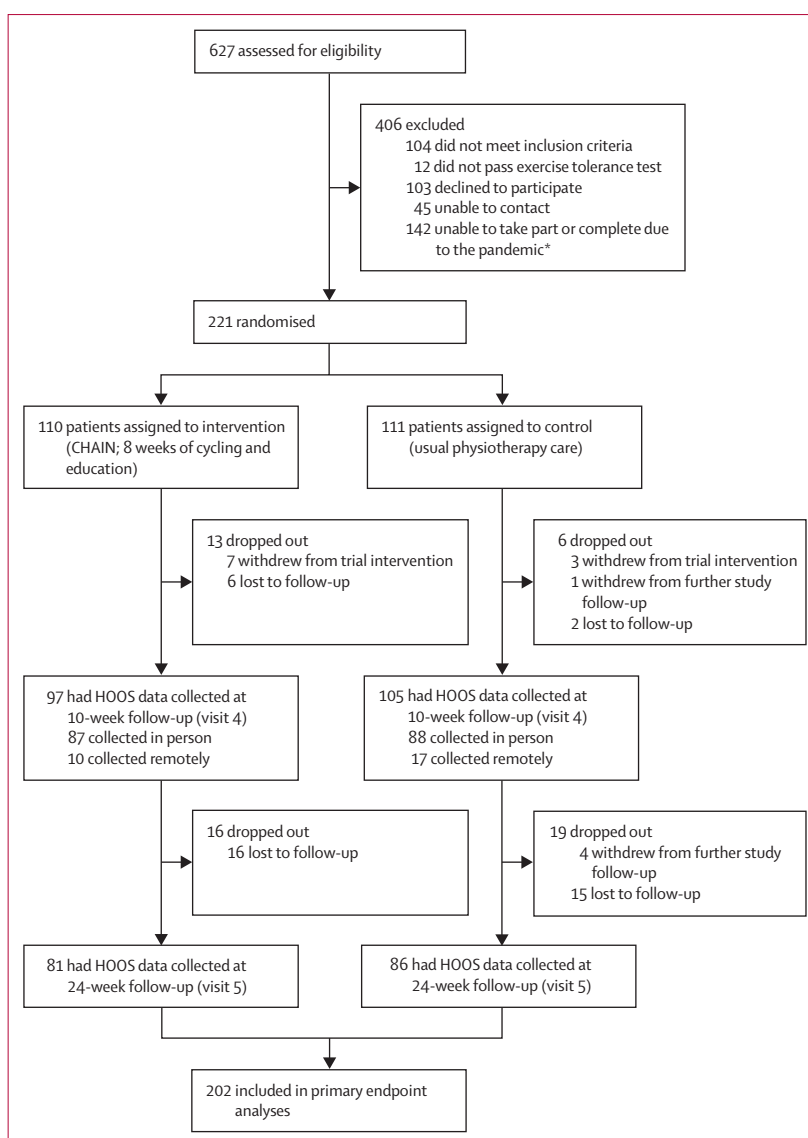 627 assessed for eligibility
406 excluded
104 did not meet inclusion criteria
12 did not pass exercise tolerance test
103 declined to participate
45 unable to contact
142 unable to take part or complete due
to the pandemic*
221 randomised
110 patients assigned to intervention
(CHAIN; 8 weeks of cycling and
education)
111 patients assigned to control
(usual physiotherapy care)
13 dropped out
7 withdrew from trial intervention
6 lost to follow-up
6 dropped out
3 withdrew from trial intervention
1 withdrew from further study
follow-up
2 lost to follow-up
97 had HOOS data collected at
10-week follow-up (visit 4)
87 collected in person
10 collected remotely
105 had HOOS data collected at
10-week follow-up (visit 4)
88 collected in person
17 collected remotely
16 dropped out
16 lost to follow-up
19 dropped out
4 withdrew from further study
follow-up
15 lost to follow-up
81 had HOOS data collected at
24-week follow-up (visit 5)
86 had HOOS data collected at
24-week follow-up (visit 5)
202 included in primary endpoint
analyses